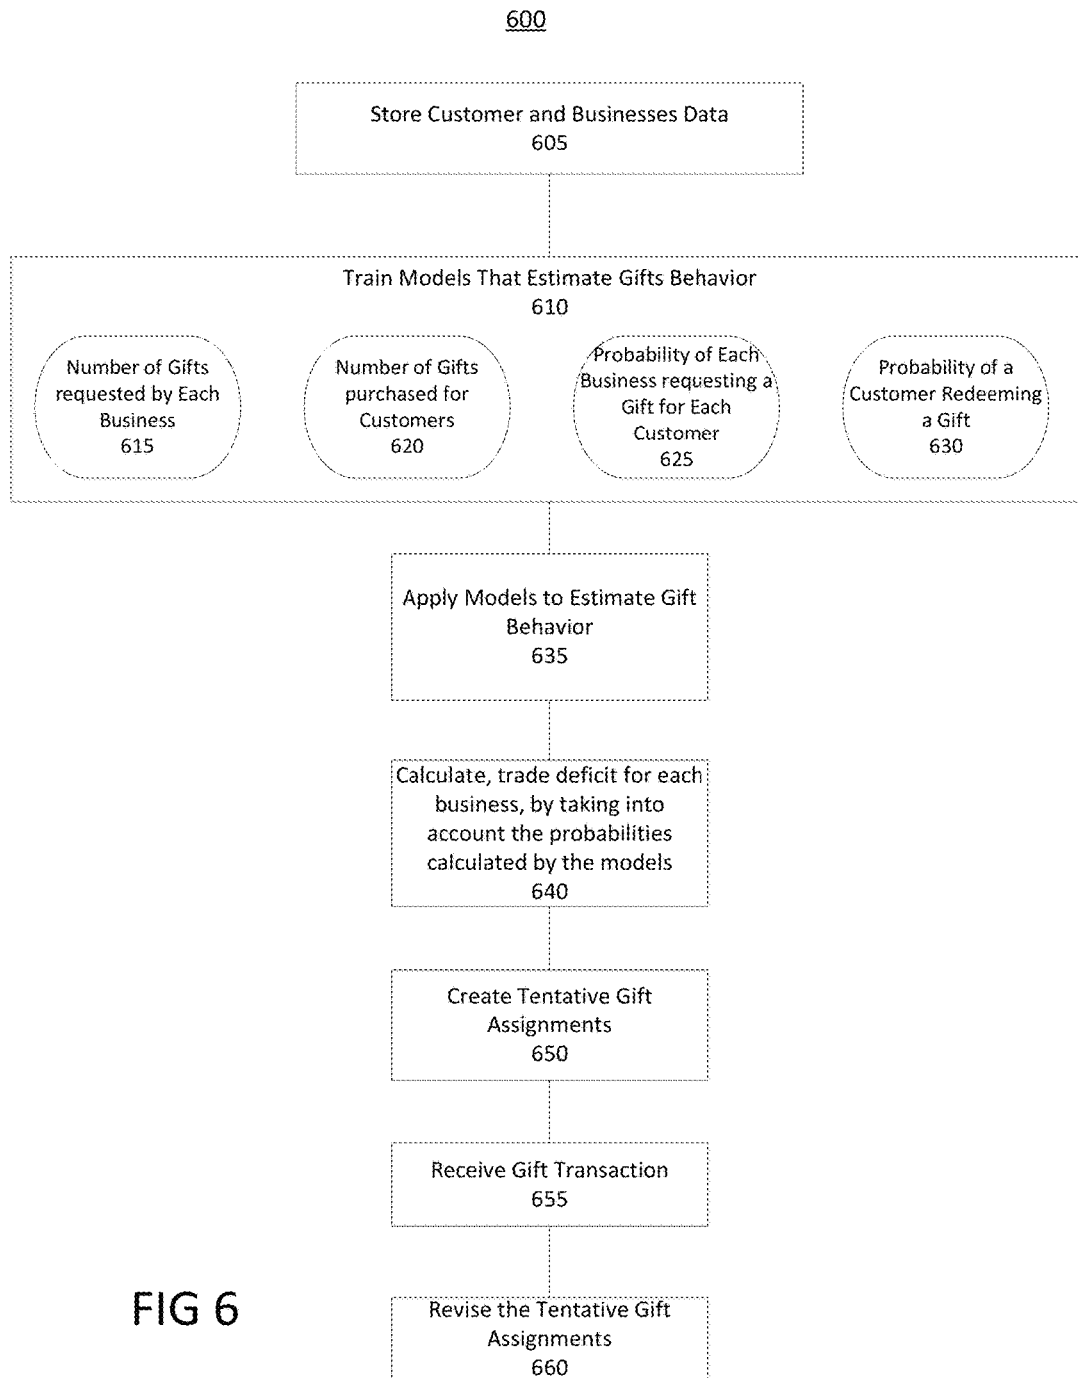 600
Store Customer and Businesses Data
605
Train Models That Estimate Gifts Behavior
610
Number of Gifts
requested by Each
Business
615
Number of Gifts
purchased for
Customers
620
Probability of Each
Business requesting a
Gift for Each
Customer
625
Probability of a
Customer Redeeming
a Gift
630
Apply Models to Estimate Gift
Behavior
635
Calculate, trade deficit for each
business, by taking into
account the probabilities
calculated by the models
640
Create Tentative Gift
Assignments
650
Receive Gift Transaction
655
FIG 6
Revise the Tentative Gift
Assignments
660